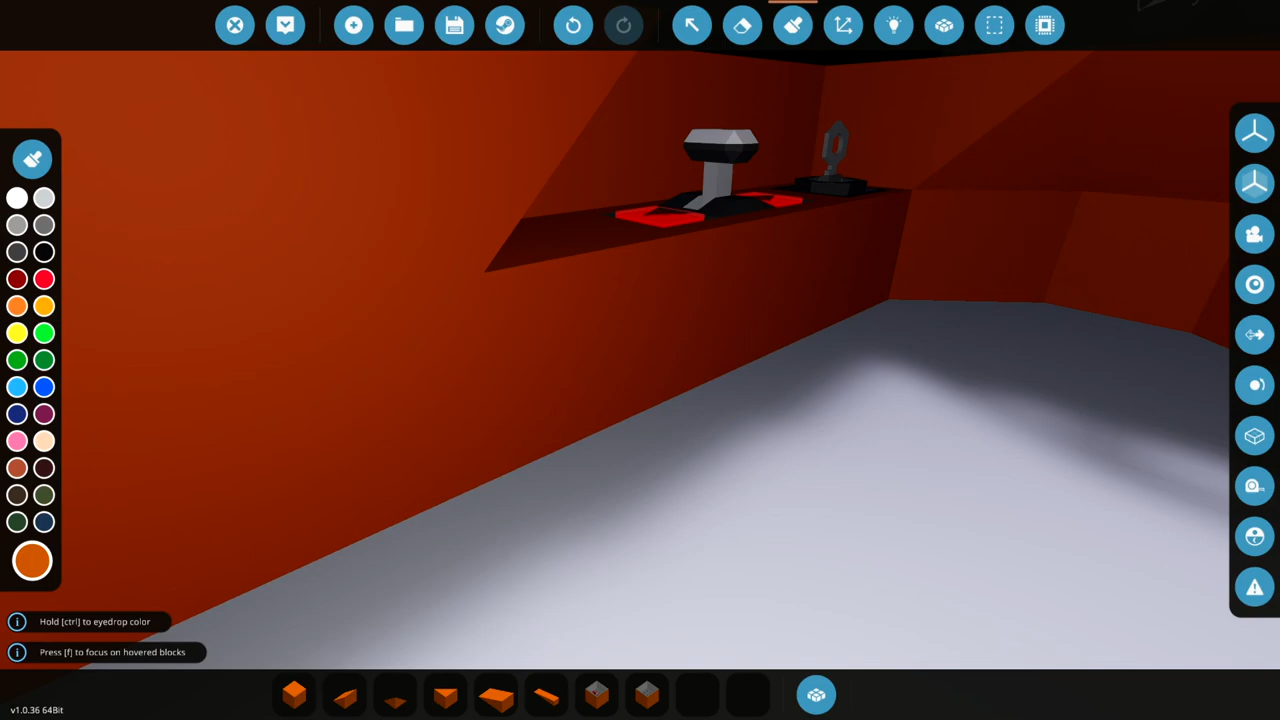 Hold [ctrl] to eyedrop color
Press [f] to focus on hovered blocks
v1.0.36 64Bit